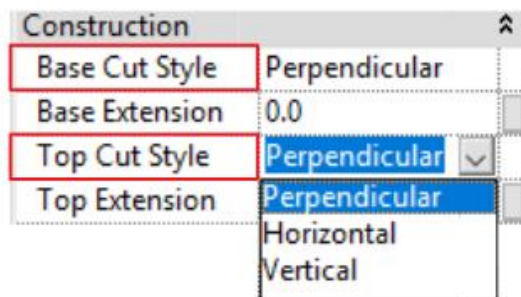 Construction
Base Cut Style Perpendicular
Base Extension 0.0
Top Cut Style Perpendicular
Top Extension Perpendicular
Horizontal
Vertical